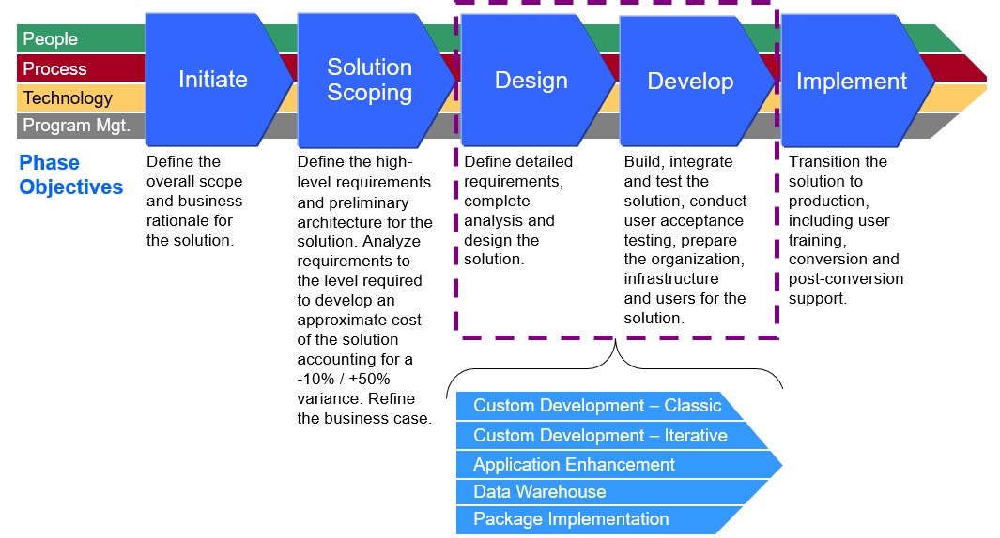 People
Process
Technology
Program Mgt.
Initiate
Solution
Scoping
Design
Develop
Implement
Phase
Objectives
Define the
overall scope
and business
rationale for
the solution.
Define the high-
level requirements
and preliminary
architecture for the
solution. Analyze
requirements to
the level required
to develop an
approximate cost
of the solution
accounting for a
-10% / +50%
variance. Refine
the business case.
Define detailed
requirements,
complete
analysis and
design the
solution.
Build, integrate
and test the
solution, conduct
user acceptance
testing, prepare
the organization,
infrastructure
and users for the
solution.
Transition the
solution to
production,
including user
training,
conversion and
post-conversion
support.
Custom Development – Classic
Custom Development – Iterative
Application Enhancement
Data Warehouse
Package Implementation